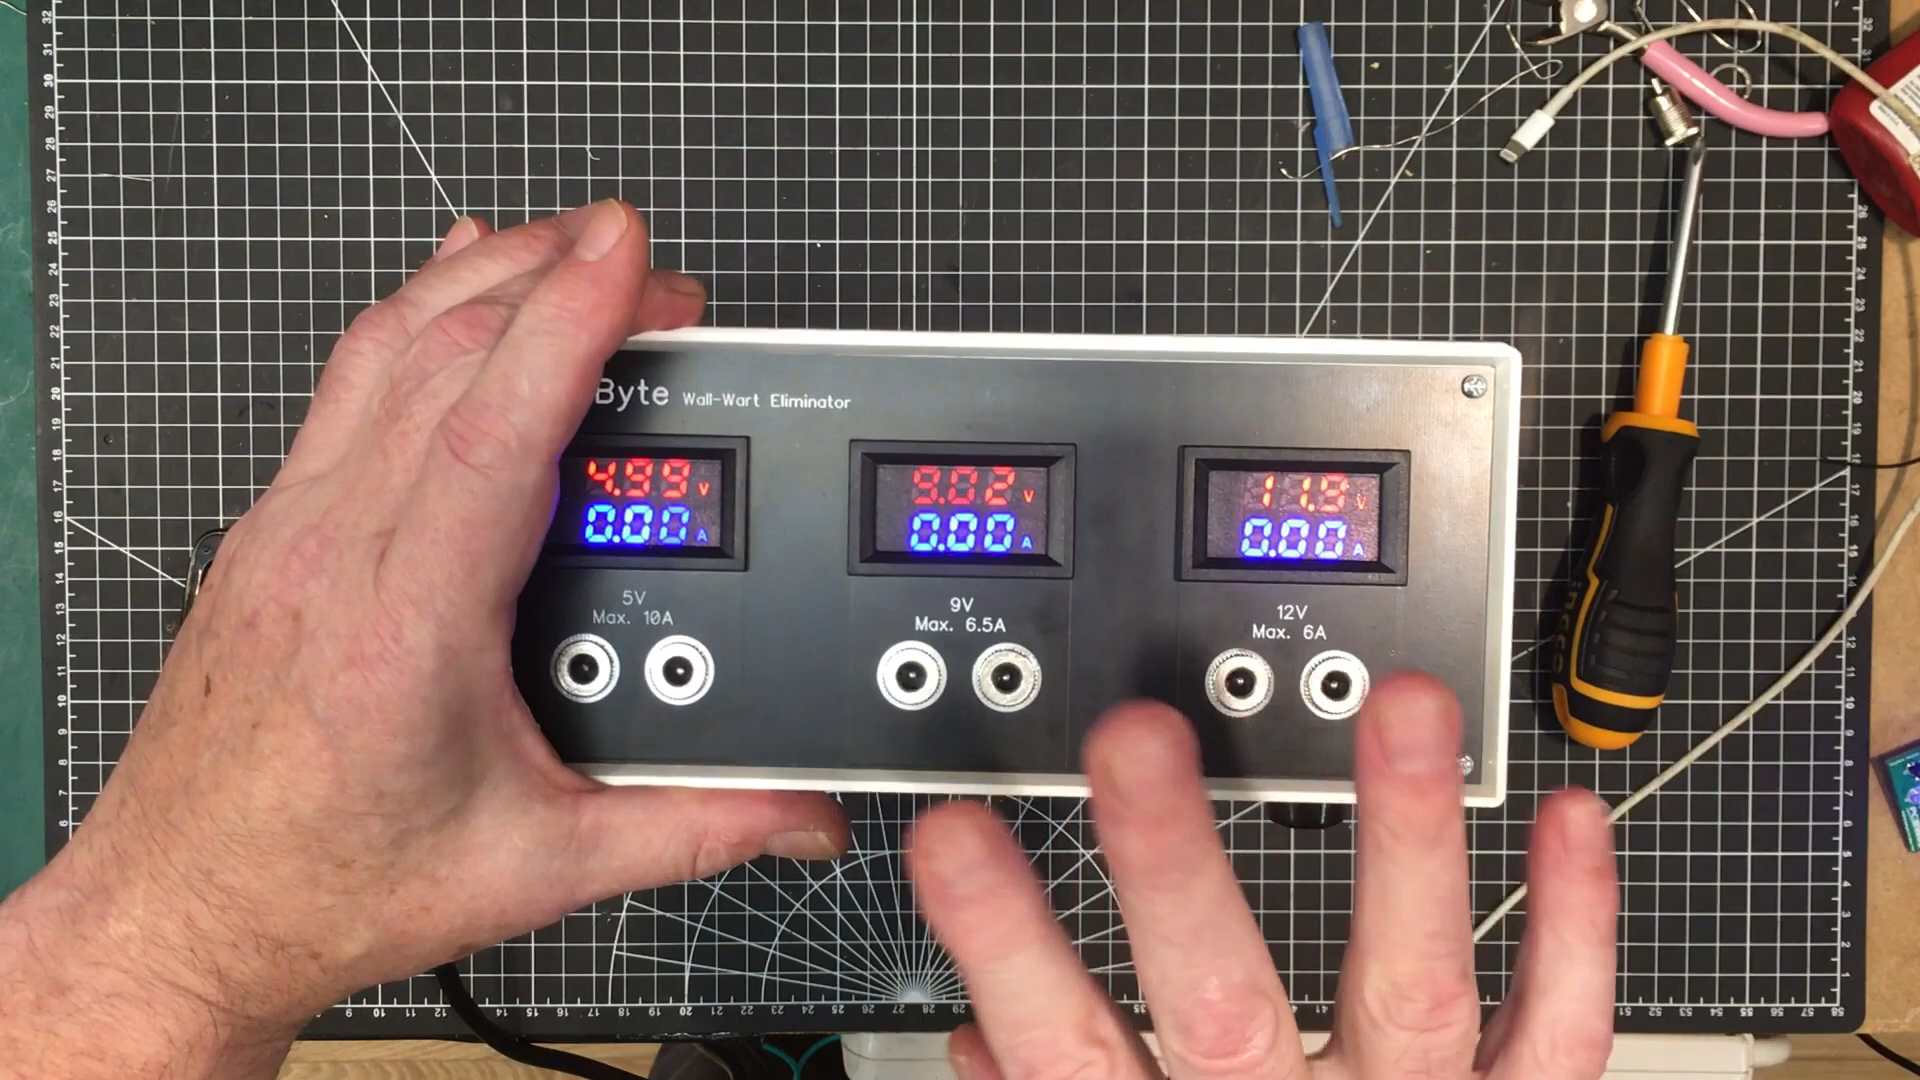 Byte Wall-Wart Eliminator
4.99 V
0.00 A
9.02 V
0.00 A
11.9 V
0.00 A
5V
Max. 10A
9V
Max. 6.5A
12V
Max. 6A
ingco